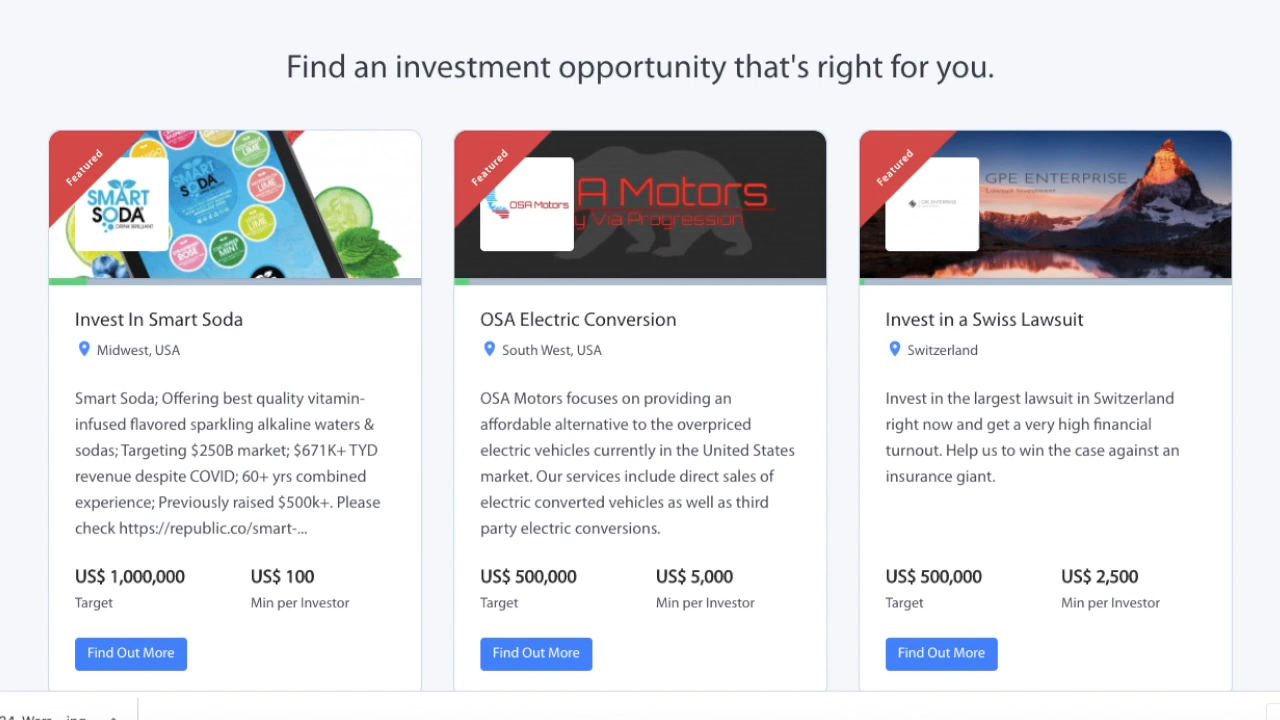 Find an investment opportunity that's right for you.
Featured
SMART
SODA
DRINK BRILLIANT
Invest In Smart Soda
Midwest, USA
Smart Soda; Offering best quality vitamin-
infused flavored sparkling alkaline waters &
sodas; Targeting $250B market; $671K+ TYD
revenue despite COVID; 60+ yrs combined
experience; Previously raised $500k+. Please
check https://republic.co/smart-...
US$ 1,000,000
US$ 100
Target
Min per Investor
Find Out More
Featured
OSA Motors
A Motors
y Via Progression
OSA Electric Conversion
South West, USA
OSA Motors focuses on providing an
affordable alternative to the overpriced
electric vehicles currently in the United States
market. Our services include direct sales of
electric converted vehicles as well as third
party electric conversions.
US$ 500,000
US$ 5,000
Target
Min per Investor
Find Out More
Featured
GPE ENTERPRISE
Lawsuit Investment
Invest in a Swiss Lawsuit
Switzerland
Invest in the largest lawsuit in Switzerland
right now and get a very high financial
turnout. Help us to win the case against an
insurance giant.
US$ 500,000
US$ 2,500
Target
Min per Investor
Find Out More